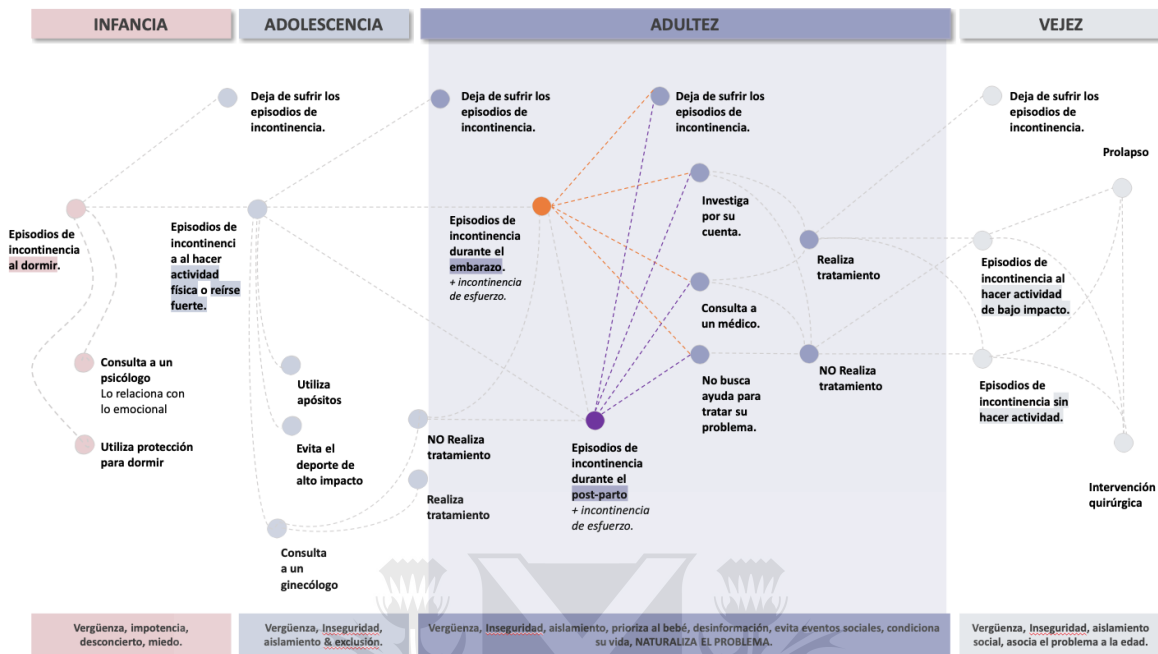 INFANCIA
ADOLESCENCIA
ADULTEZ
VEJEZ
Deja de sufrir los
episodios de
incontinencia.
Deja de sufrir los
episodios de
incontinencia.
Deja de sufrir los
episodios de
incontinencia.
Deja de sufrir los
episodios de
incontinencia.
Prolapso
Episodios de
incontinencia
al dormir.
Episodios de
incontinenci
a al hacer
actividad
física o reírse
fuerte.
Episodios de
incontinencia
durante el
embarazo.
+ incontinencia
de esfuerzo.
Investiga
por su
cuenta.
Realiza
tratamiento
Episodios de
incontinencia al
hacer actividad
de bajo impacto.
Consulta a
un médico.
Consulta a un
psicólogo
Lo relaciona con
lo emocional
Utiliza
apósitos
No busca
ayuda para
tratar su
problema.
NO Realiza
tratamiento
Episodios de
incontinencia sin
hacer actividad.
Utiliza protección
para dormir
Evita el
deporte de
alto impacto
NO Realiza
tratamiento
Episodios de
incontinencia
durante el
post-parto
+ incontinencia
de esfuerzo.
Realiza
tratamiento
Intervención
quirúrgica
Consulta
a un
ginecólogo
Vergüenza, impotencia,
desconcierto, miedo.
Vergüenza, Inseguridad,
aislamiento & exclusión.
Vergüenza, Inseguridad, aislamiento, prioriza al bebé, desinformación, evita eventos sociales, condiciona
su vida, NATURALIZA EL PROBLEMA.
Vergüenza, Inseguridad, aislamiento
social, asocia el problema a la edad.